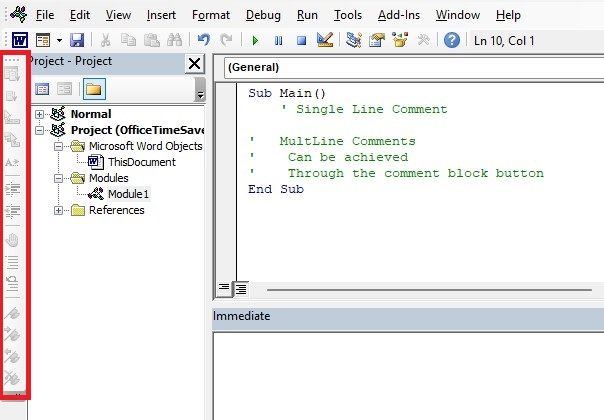 File Edit View Insert Format Debug Run Tools Add-Ins Window Help
Ln 10, Col 1
Project - Project
Normal
Project (OfficeTimeSave
Microsoft Word Objects
ThisDocument
Modules
Module1
References
(General)
Sub Main()
' Single Line Comment
' MultLine Comments
' Can be achieved
' Through the comment block button
End Sub
Immediate